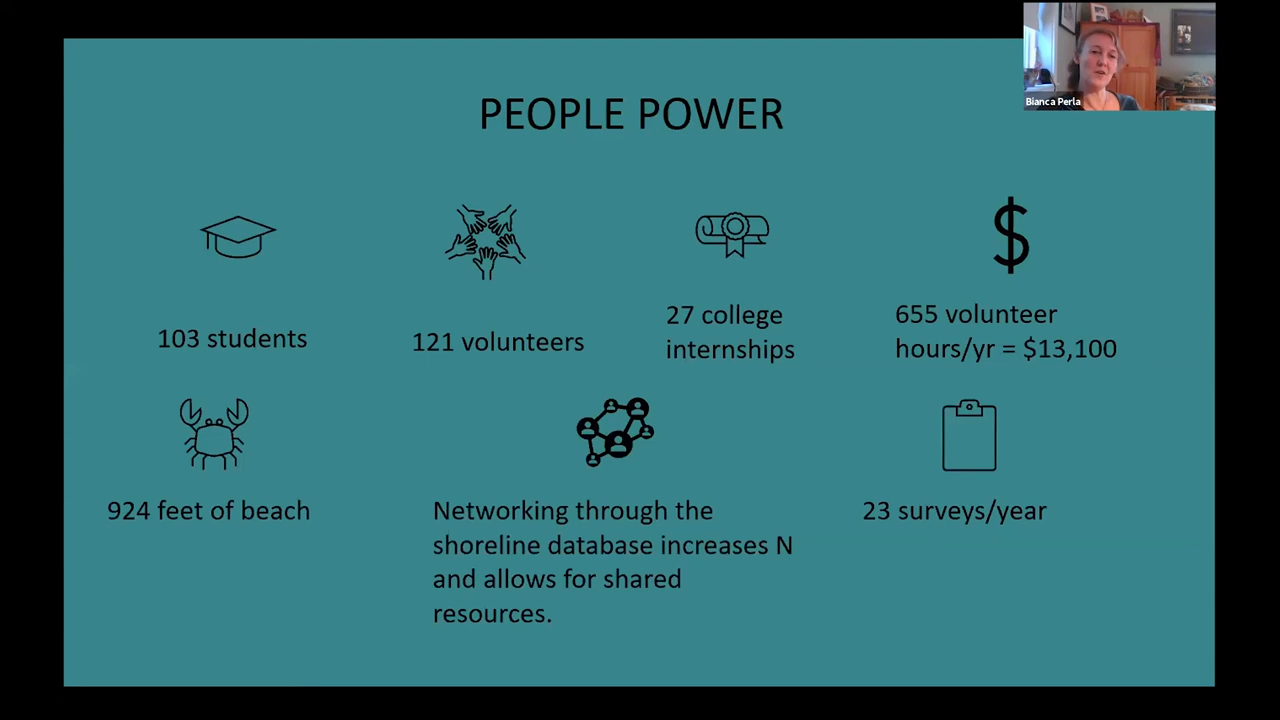 Bianca Perla
PEOPLE POWER
103 students
121 volunteers
27 college
internships
655 volunteer
hours/yr = $13,100
924 feet of beach
Networking through the
shoreline database increases N
and allows for shared
resources.
23 surveys/year